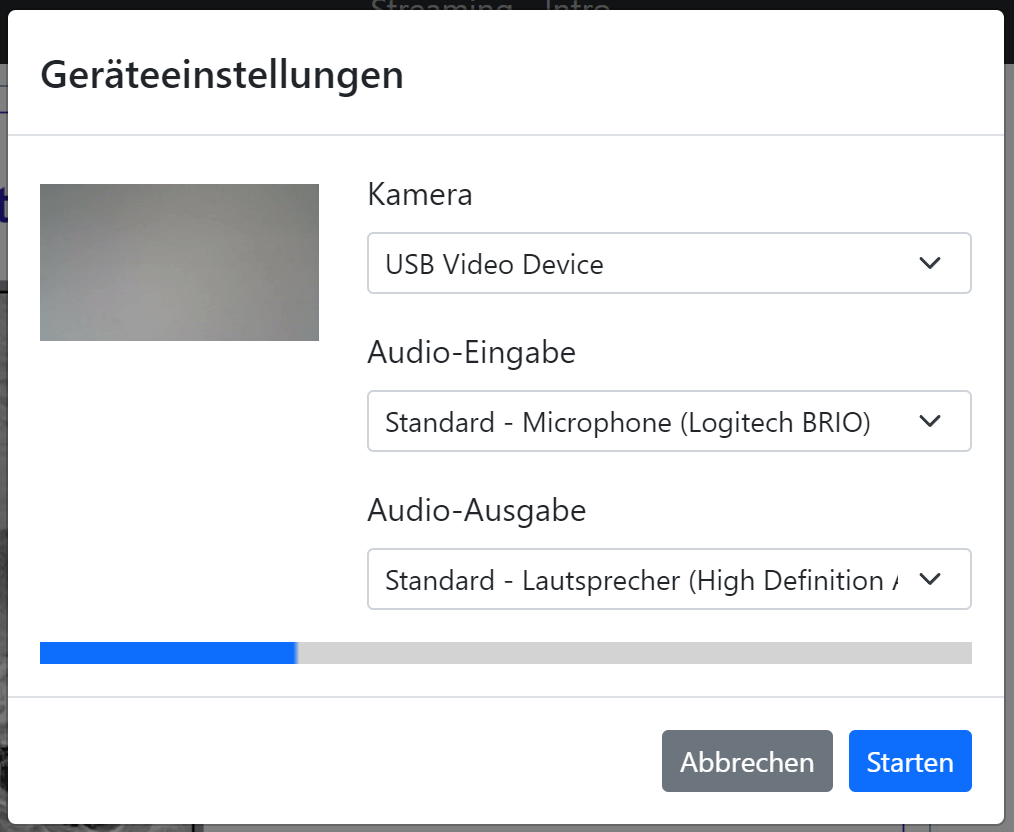 Streaming Intro
Geräteeinstellungen
Kamera
USB Video Device
Audio-Eingabe
Standard - Microphone (Logitech BRIO)
Audio-Ausgabe
Standard - Lautsprecher (High Definition
Abbrechen
Starten